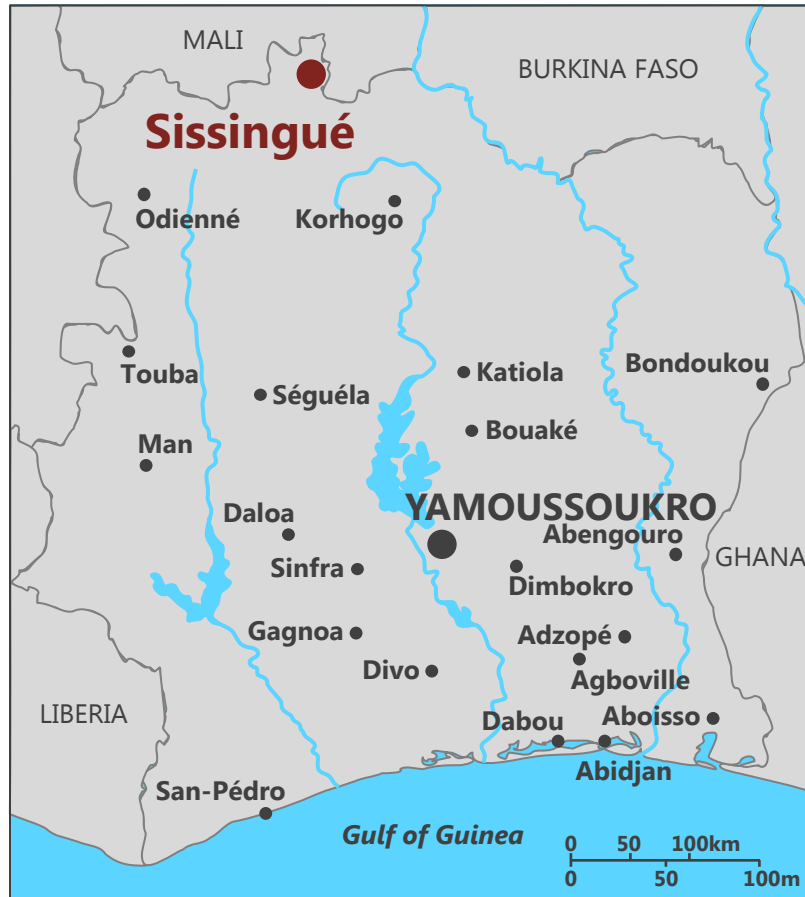 MALI
BURKINA FASO
Sissingué
Odienné
Korhogo
Touba
Séguéla
Katiola
Bondoukou
Man
Bouaké
YAMOUSSOUKRO
Daloa
Abengouro
Sinfra
Dimbokro
GHANA
Gagnoa
Adzopé
Divo
Agboville
LIBERIA
Dabou
Aboisso
Abidjan
San-Pédro
Gulf of Guinea
0 50 100km
0 50 100m